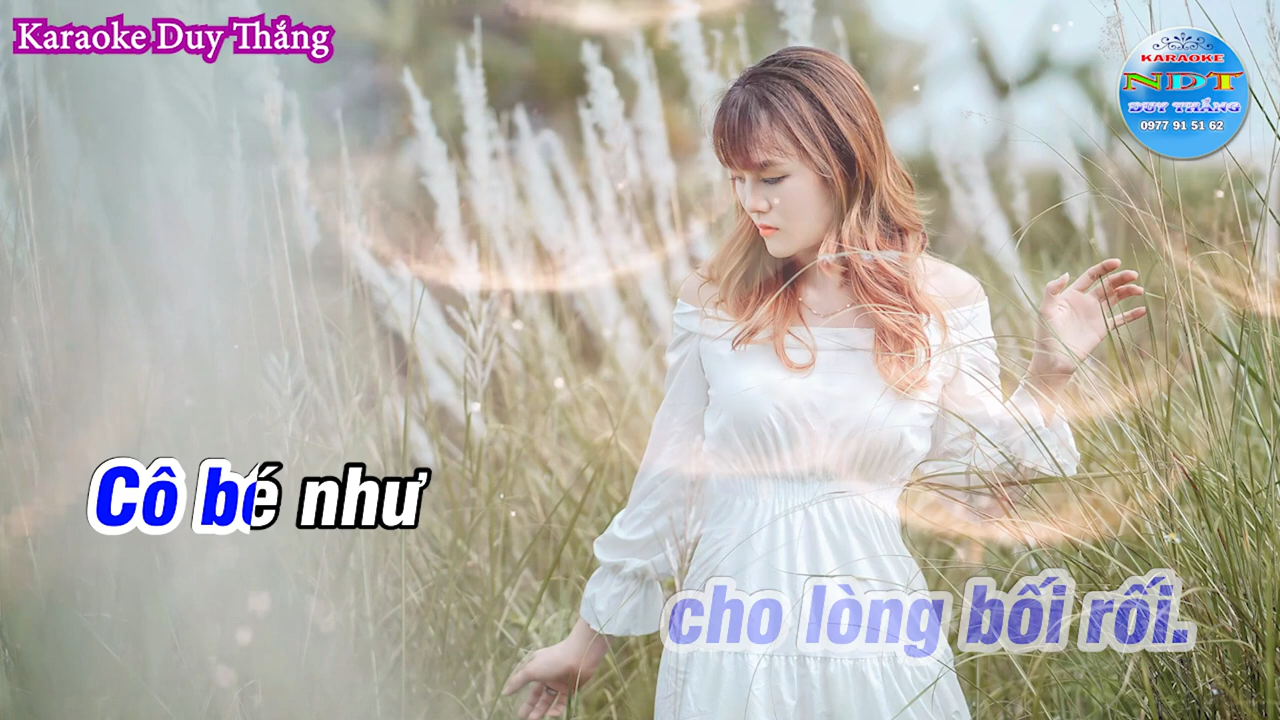 Karaoke Duy Thắng
KARAOKE
NDT
DUY THẮNG
0977 91 51 62
Cô bé như
cho lòng bối rối.